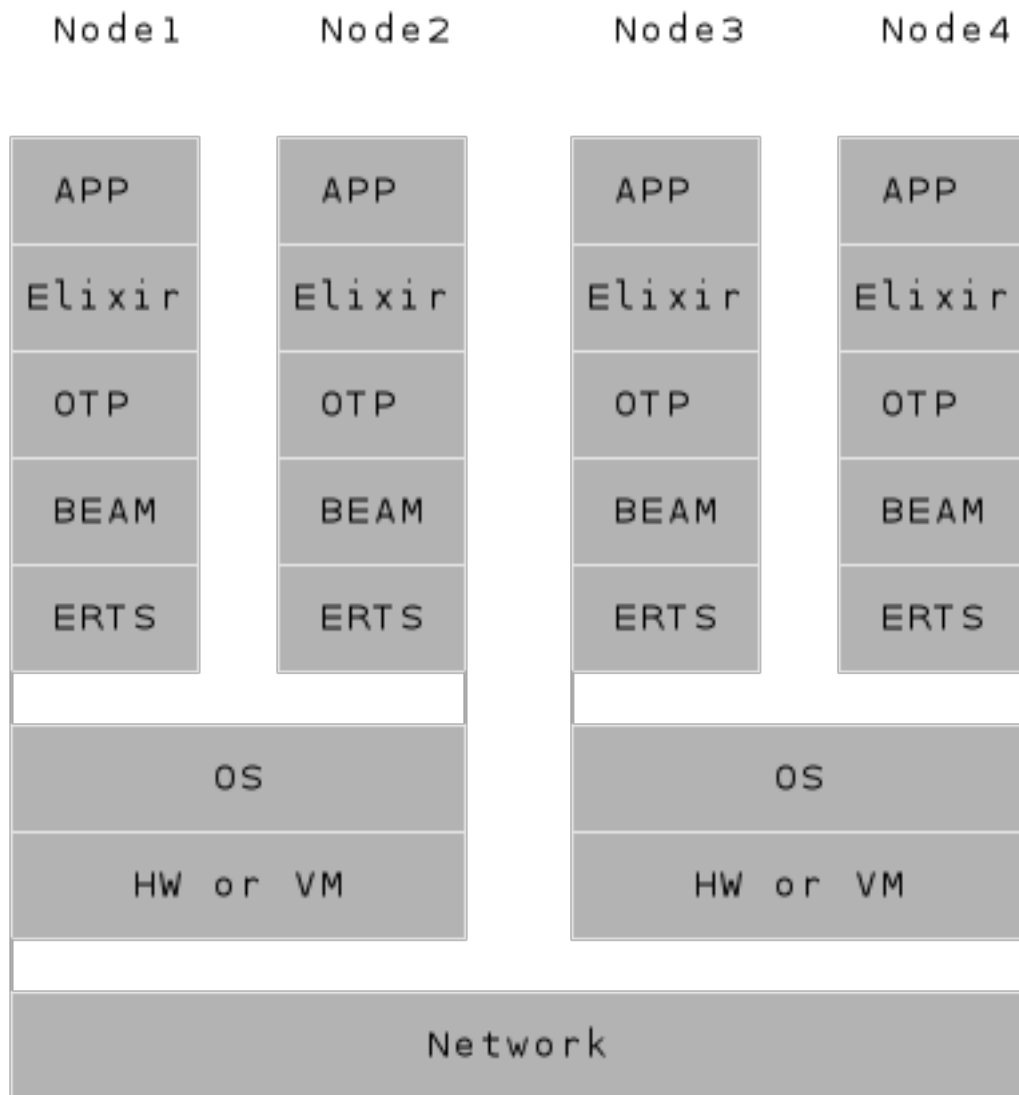 Node1 Node2 Node3 Node4
APP APP APP APP
Elixir Elixir Elixir Elixir
OTP OTP OTP OTP
BEAM BEAM BEAM BEAM
ERTS ERTS ERTS ERTS
OS OS
HW or VM HW or VM
Network